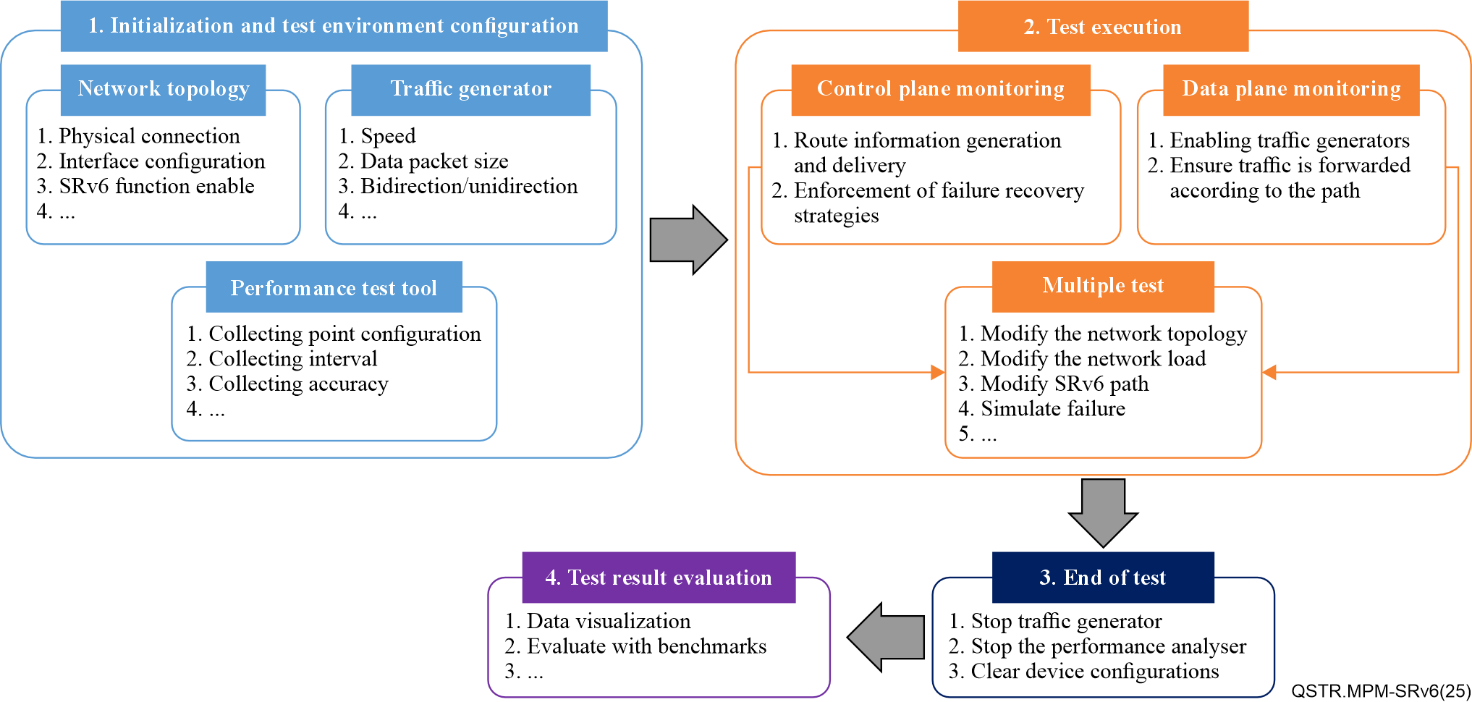 1. Initialization and test environment configuration
Network topology
1. Physical connection
2. Interface configuration
3. SRv6 function enable
4. ...
Traffic generator
1. Speed
2. Data packet size
3. Bidirection/unidirection
4. ...
Performance test tool
1. Collecting point configuration
2. Collecting interval
3. Collecting accuracy
4. ...
2. Test execution
Control plane monitoring
1. Route information generation
and delivery
2. Enforcement of failure recovery
strategies
Data plane monitoring
1. Enabling traffic generators
2. Ensure traffic is forwarded
according to the path
Multiple test
1. Modify the network topology
2. Modify the network load
3. Modify SRv6 path
4. Simulate failure
5. ...
3. End of test
1. Stop traffic generator
2. Stop the performance analyser
3. Clear device configurations
4. Test result evaluation
1. Data visualization
2. Evaluate with benchmarks
3. ...
QSTR.MPM-SRv6(25)